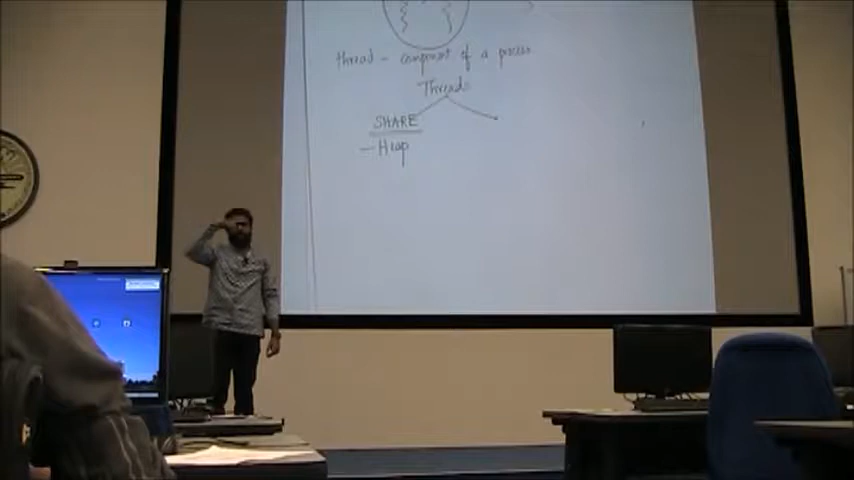 thread - component of a process
Threads
SHARE
- Heap